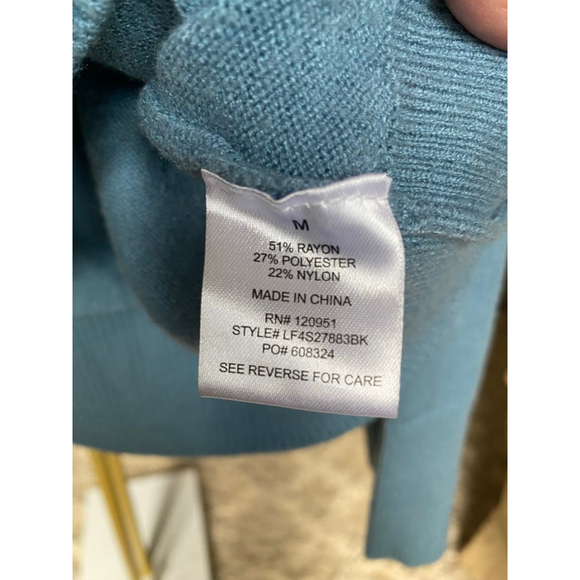 M
51% RAYON
27% POLYESTER
22% NYLON
MADE IN CHINA
RN# 120951
STYLE# LF4S27883BK
PO# 608324
SEE REVERSE FOR CARE